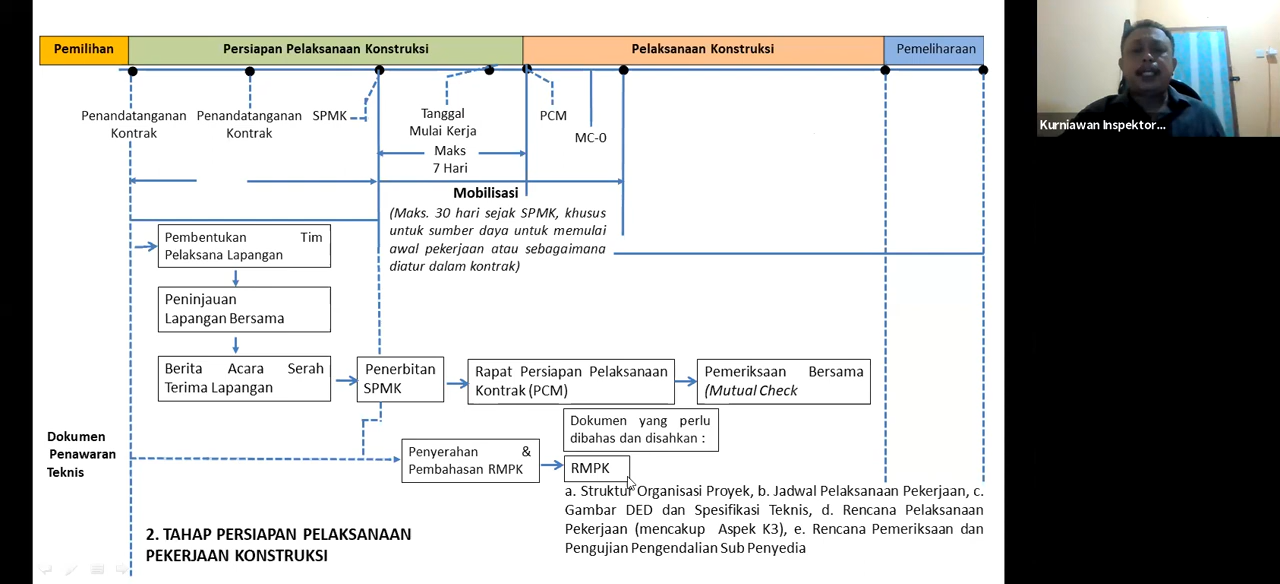 Pemilihan
Persiapan Pelaksanaan Konstruksi
Pelaksanaan Konstruksi
Pemeliharaan
Penandatanganan
Kontrak
Penandatanganan
Kontrak
SPMK
Tanggal
Mulai Kerja
PCM
MC-0
Maks
7 Hari
Mobilisasi
(Maks. 30 hari sejak SPMK, khusus
untuk sumber daya untuk memulai
awal pekerjaan atau sebagaimana
diatur dalam kontrak)
Pembentukan Tim
Pelaksana Lapangan
Peninjauan
Lapangan Bersama
Berita Acara Serah
Terima Lapangan
Penerbitan
SPMK
Rapat Persiapan Pelaksanaan
Kontrak (PCM)
Pemeriksaan Bersama
(Mutual Check
Dokumen yang perlu
dibahas dan disahkan :
Dokumen
Penawaran
Teknis
Penyerahan &
Pembahasan RMPK
RMPK
a. Struktur Organisasi Proyek, b. Jadwal Pelaksanaan Pekerjaan, c.
Gambar DED dan Spesifikasi Teknis, d. Rencana Pelaksanaan
Pekerjaan (mencakup Aspek K3), e. Rencana Pemeriksaan dan
Pengujian Pengendalian Sub Penyedia
2. TAHAP PERSIAPAN PELAKSANAAN
PEKERJAAN KONSTRUKSI
Kurniawan Inspektor...